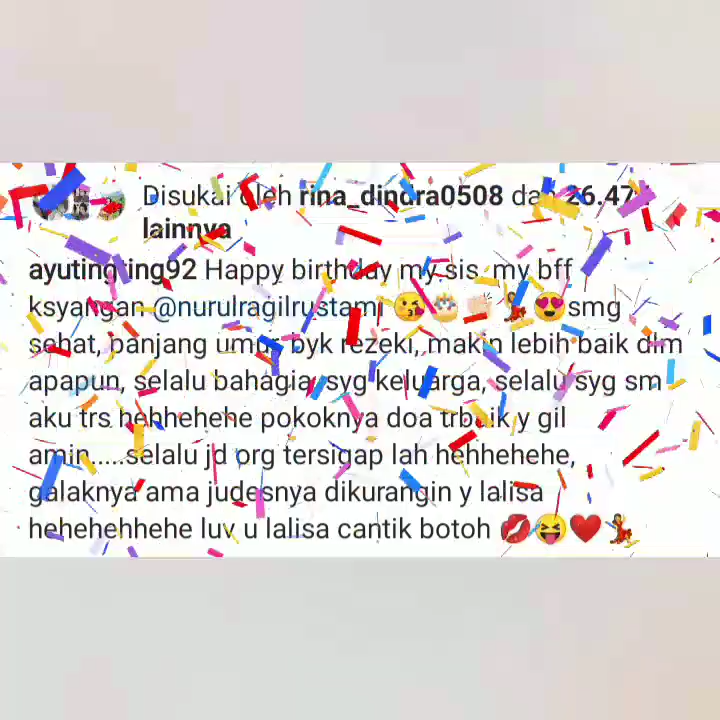 Disukai oleh rina_dindra0508 dan 26.47
lainnya
ayutingting92 Happy birthday my sis my bff
ksyangan @nurulragilrustami 😘🎂👏🏻💃😍smg
sehat, panjang umur byk rezeki, makin lebih baik dlm
apapun, selalu bahagia, syg keluarga, selalu syg sm
aku trs hehhehehe pokoknya doa trbaik y gil
amin.....selalu jd org tersigap lah hehhehehe,
galaknya ama judesnya dikurangin y lalisa
hehehehhehe luv u lalisa cantik botoh 💋😝❤️💃